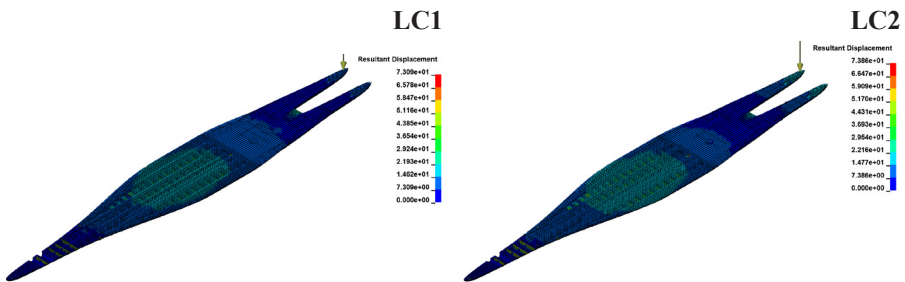 LC1
Resultant Displacement
7.309e+01
6.578e+01
5.847e+01
5.116e+01
4.385e+01
3.654e+01
2.924e+01
2.193e+01
1.462e+01
7.309e+00
0.000e+00
LC2
Resultant Displacement
7.386e+01
6.647e+01
5.909e+01
5.170e+01
4.431e+01
3.693e+01
2.954e+01
2.216e+01
1.477e+01
7.386e+00
0.000e+00